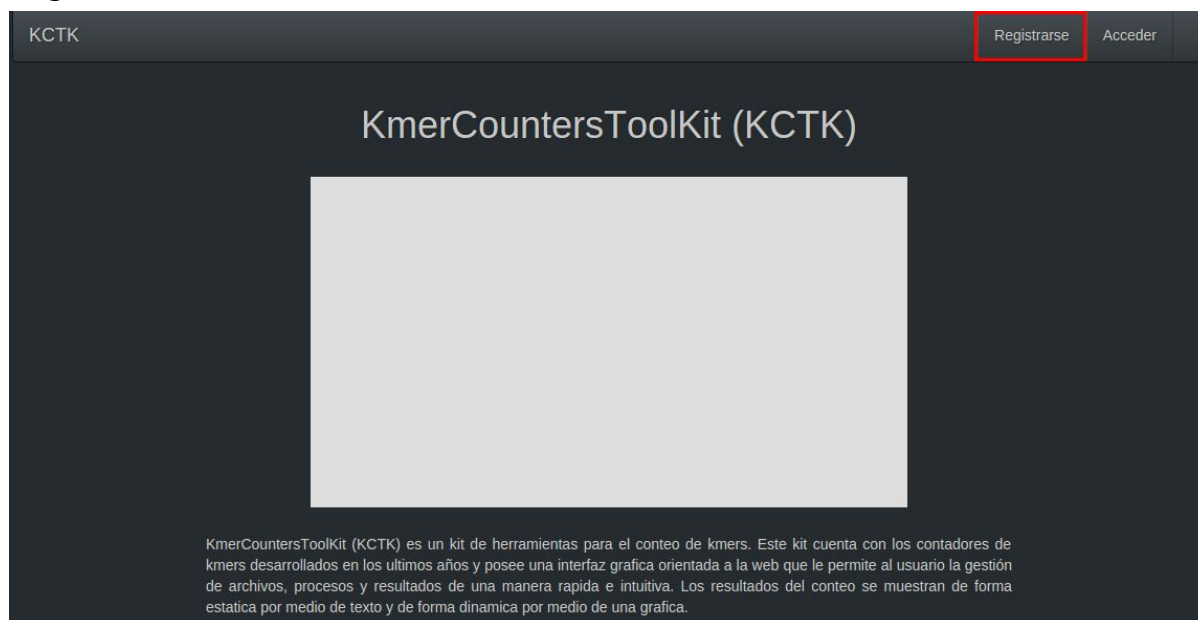 KCTK Registrarse Acceder
KmerCountersToolKit (KCTK)
KmerCountersToolKit (KCTK) es un kit de herramientas para el conteo de kmers. Este kit cuenta con los contadores de
kmers desarrollados en los ultimos años y posee una interfaz grafica orientada a la web que le permite al usuario la gestión
de archivos, procesos y resultados de una manera rapida e intuitiva. Los resultados del conteo se muestran de forma
estatica por medio de texto y de forma dinamica por medio de una grafica.